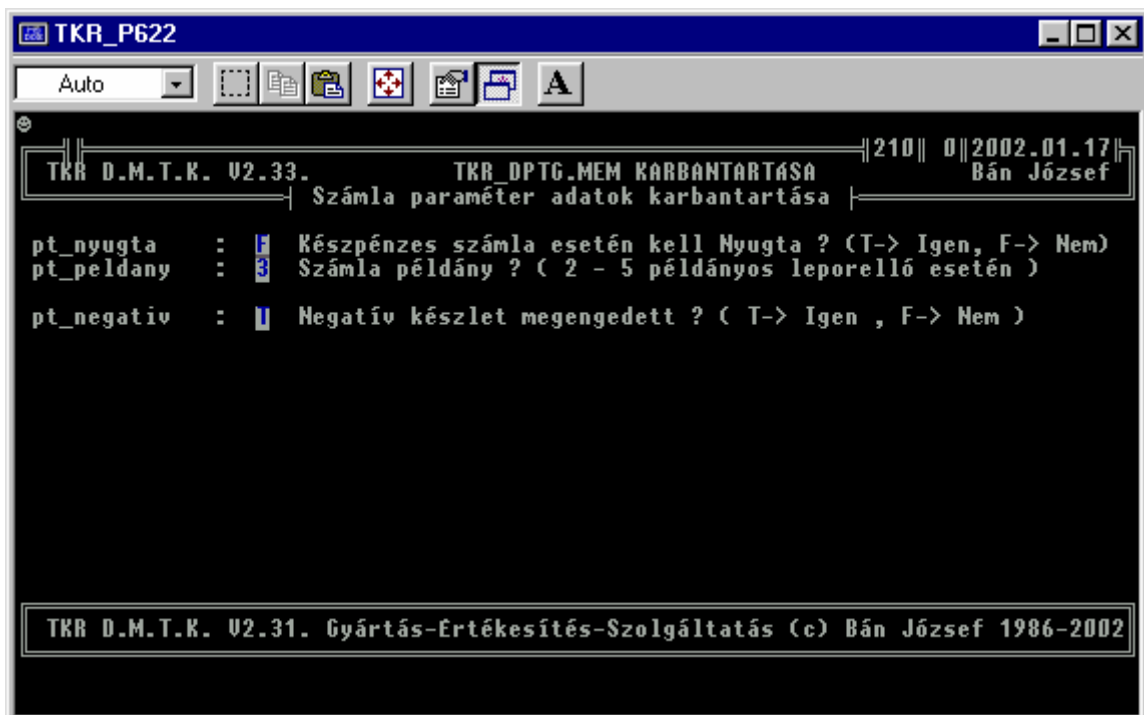 TKR_P622
Auto
A
210 0 2002.01.17
TKR D.M.T.K. V2.33. TKR_DPTG.MEM KARBANTARTáSA Bán József
Számla paraméter adatok karbantartása
pt_nyugta : F Készpénzes számla esetén kell Nyugta ? (T-> Igen, F-> Nem)
pt_peldany : 3 Számla példány ? ( 2 - 5 példányos leporelló esetén )
pt_negativ : T Negatív készlet megengedett ? ( T-> Igen , F-> Nem )
TKR D.M.T.K. V2.31. Gyártás-Értékesítés-Szolgáltatás (c) Bán József 1986-2002